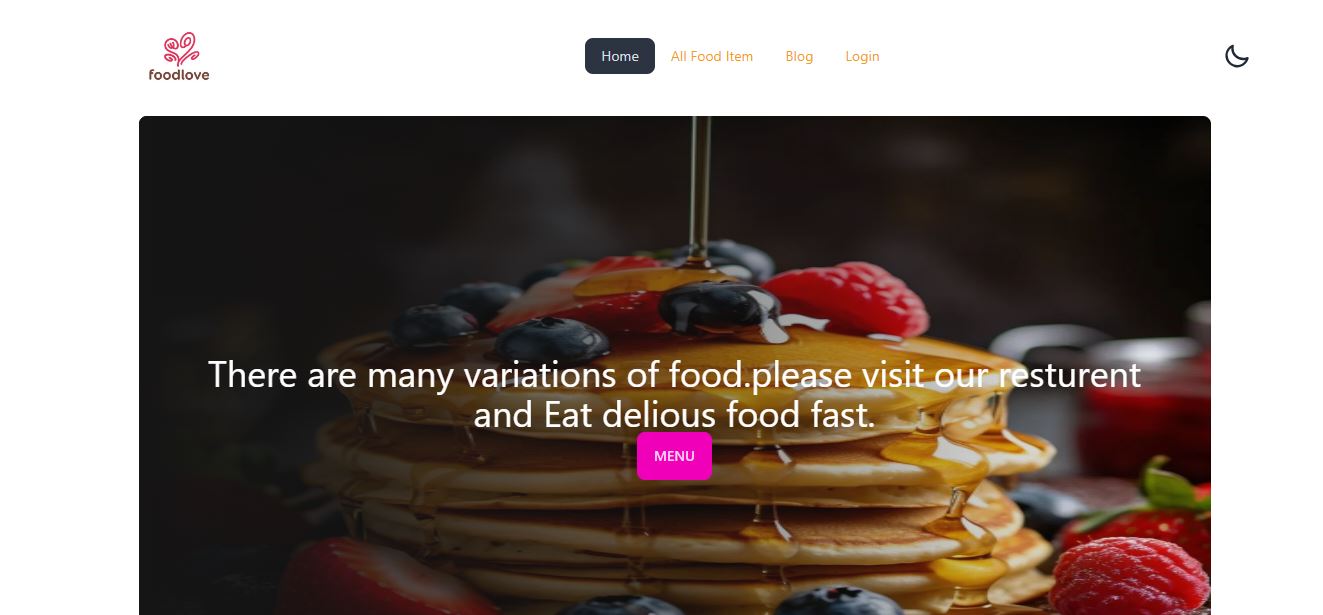 foodlove
Home
All Food Item
Blog
Login
There are many variations of food.please visit our resturent
and Eat delious food fast.
MENU